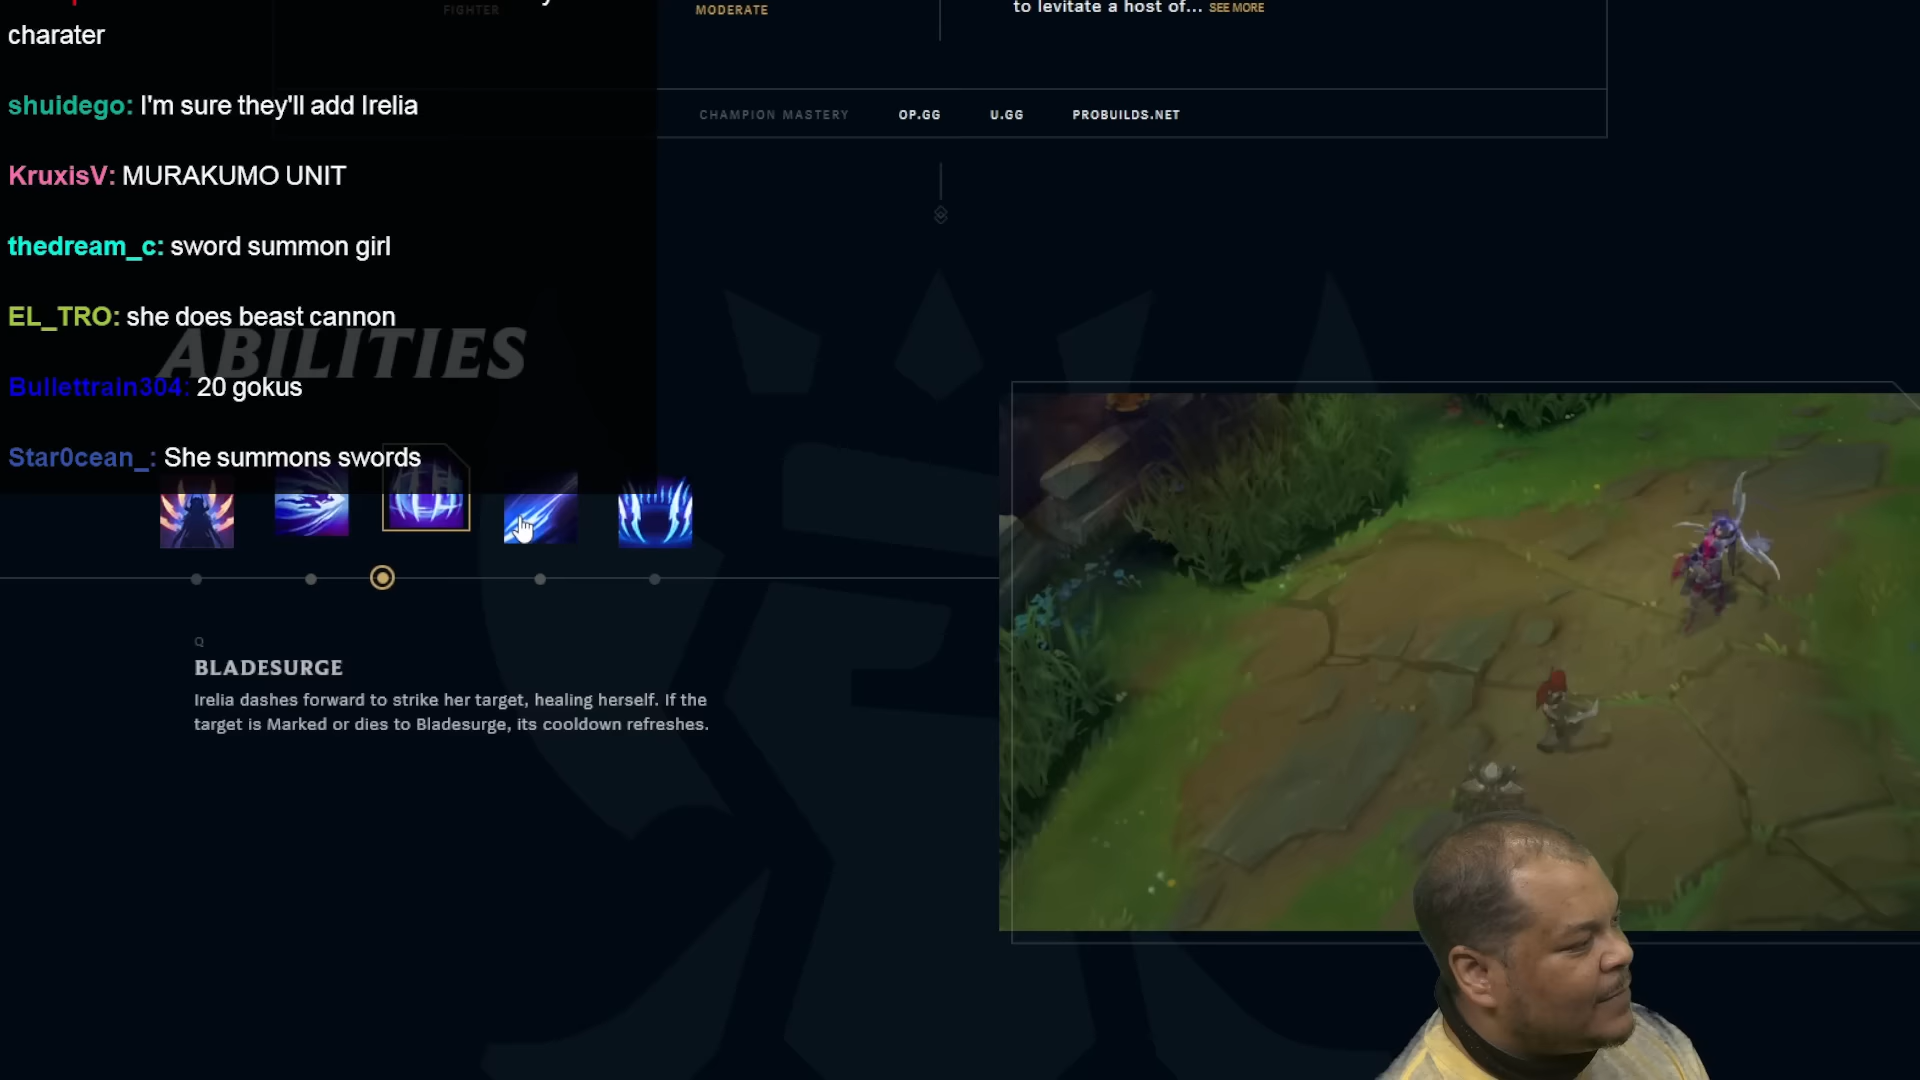 charater
shuidego: I'm sure they'll add Irelia
KruxisV: MURAKUMO UNIT
thedream_c: sword summon girl
EL_TRO: she does beast cannon
Bullettrain304: 20 gokus
Star0cean_: She summons swords
FIGHTER
MODERATE
to levitate a host of... SEE MORE
CHAMPION MASTERY
OP.GG
U.GG
PROBUILDS.NET
ABILITIES
Q
BLADESURGE
Irelia dashes forward to strike her target, healing herself. If the
target is Marked or dies to Bladesurge, its cooldown refreshes.